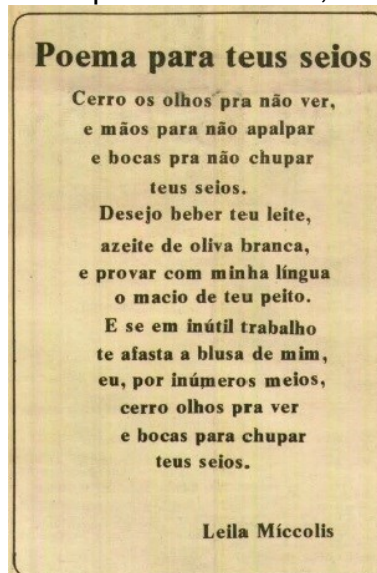 Poema para teus seios
Cerro os olhos pra não ver,
e mãos para não apalpar
e bocas pra não chupar
teus seios.
Desejo beber teu leite,
azeite de oliva branca,
e provar com minha língua
o macio de teu peito.
E se em inútil trabalho
te afasta a blusa de mim,
eu, por inúmeros meios,
cerro olhos pra ver
e bocas para chupar
teus seios.
Leila Míccolis